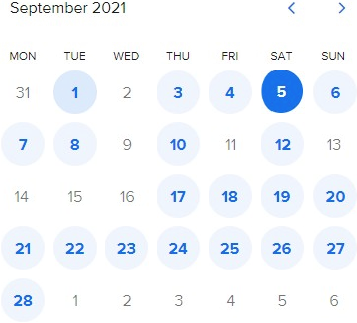 September 2021
MON TUE WED THU FRI SAT SUN
31 1 2 3 4 5 6
7 8 9 10 11 12 13
14 15 16 17 18 19 20
21 22 23 24 25 26 27
28 1 2 3 4 5 6